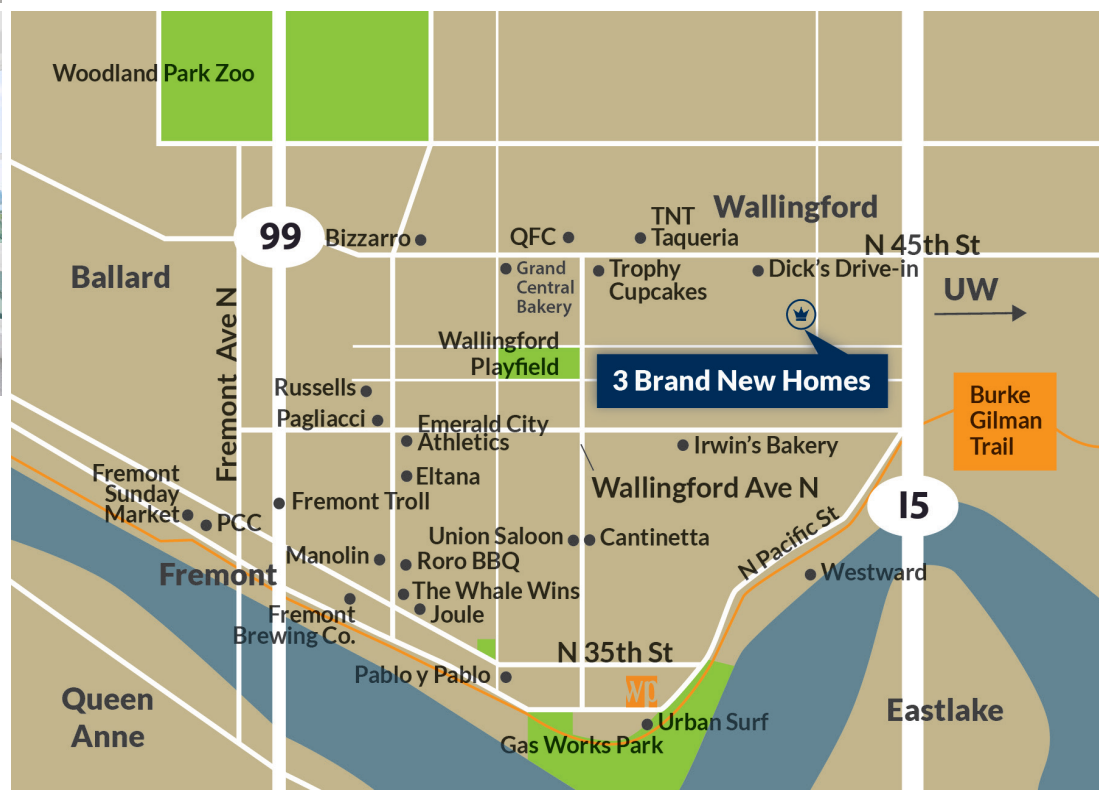 Woodland Park Zoo
TNT
Taqueria
Wallingford
99
Bizzarro
QFC
N 45th St
Ballard
Grand
Central
Bakery
Trophy
Cupcakes
Dick's Drive-in
UW
Fremont Ave N
Wallingford
Playfield
3 Brand New Homes
Russells
Pagliacci
Emerald City
Athletics
Burke
Gilman
Trail
Irwin's Bakery
Fremont
Sunday
Market
PCC
Eltana
Fremont Troll
Wallingford Ave N
I5
Union Saloon
Cantinetta
N Pacific St
Manolin
Roro BBQ
Fremont
Westward
The Whale Wins
Joule
Fremont
Brewing Co.
N 35th St
Pablo y Pablo
wp
Queen
Anne
Urban Surf
Eastlake
Gas Works Park